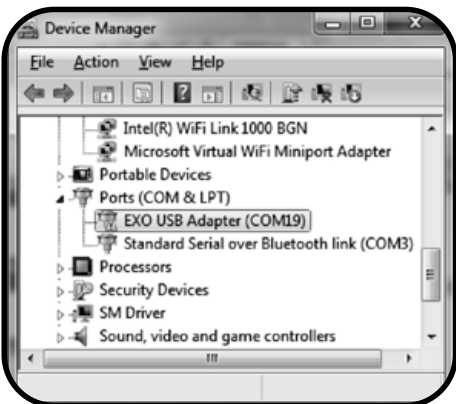 Device Manager
File Action View Help
Intel(R) WiFi Link 1000 BGN
Microsoft Virtual WiFi Miniport Adapter
Portable Devices
Ports (COM & LPT)
EXO USB Adapter (COM19)
Standard Serial over Bluetooth link (COM3)
Processors
Security Devices
SM Driver
Sound, video and game controllers